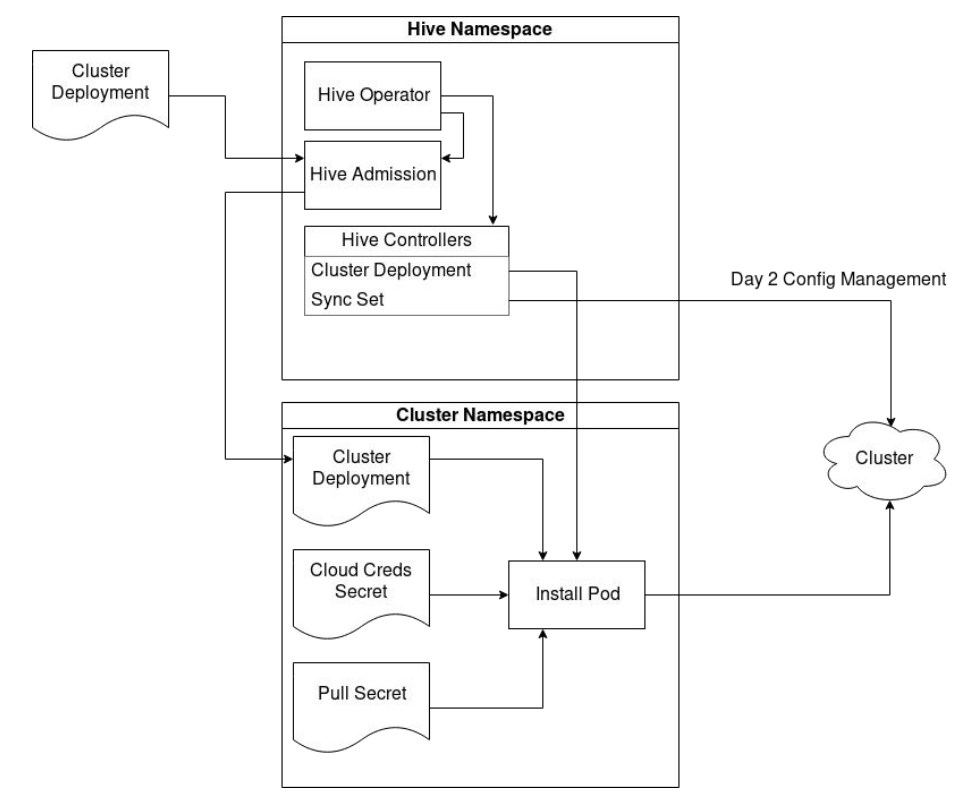 Hive Namespace
Cluster
Deployment
Hive Operator
Hive Admission
Hive Controllers
Cluster Deployment
Sync Set
Day 2 Config Management
Cluster Namespace
Cluster
Deployment
Cluster
Cloud Creds
Secret
Install Pod
Pull Secret